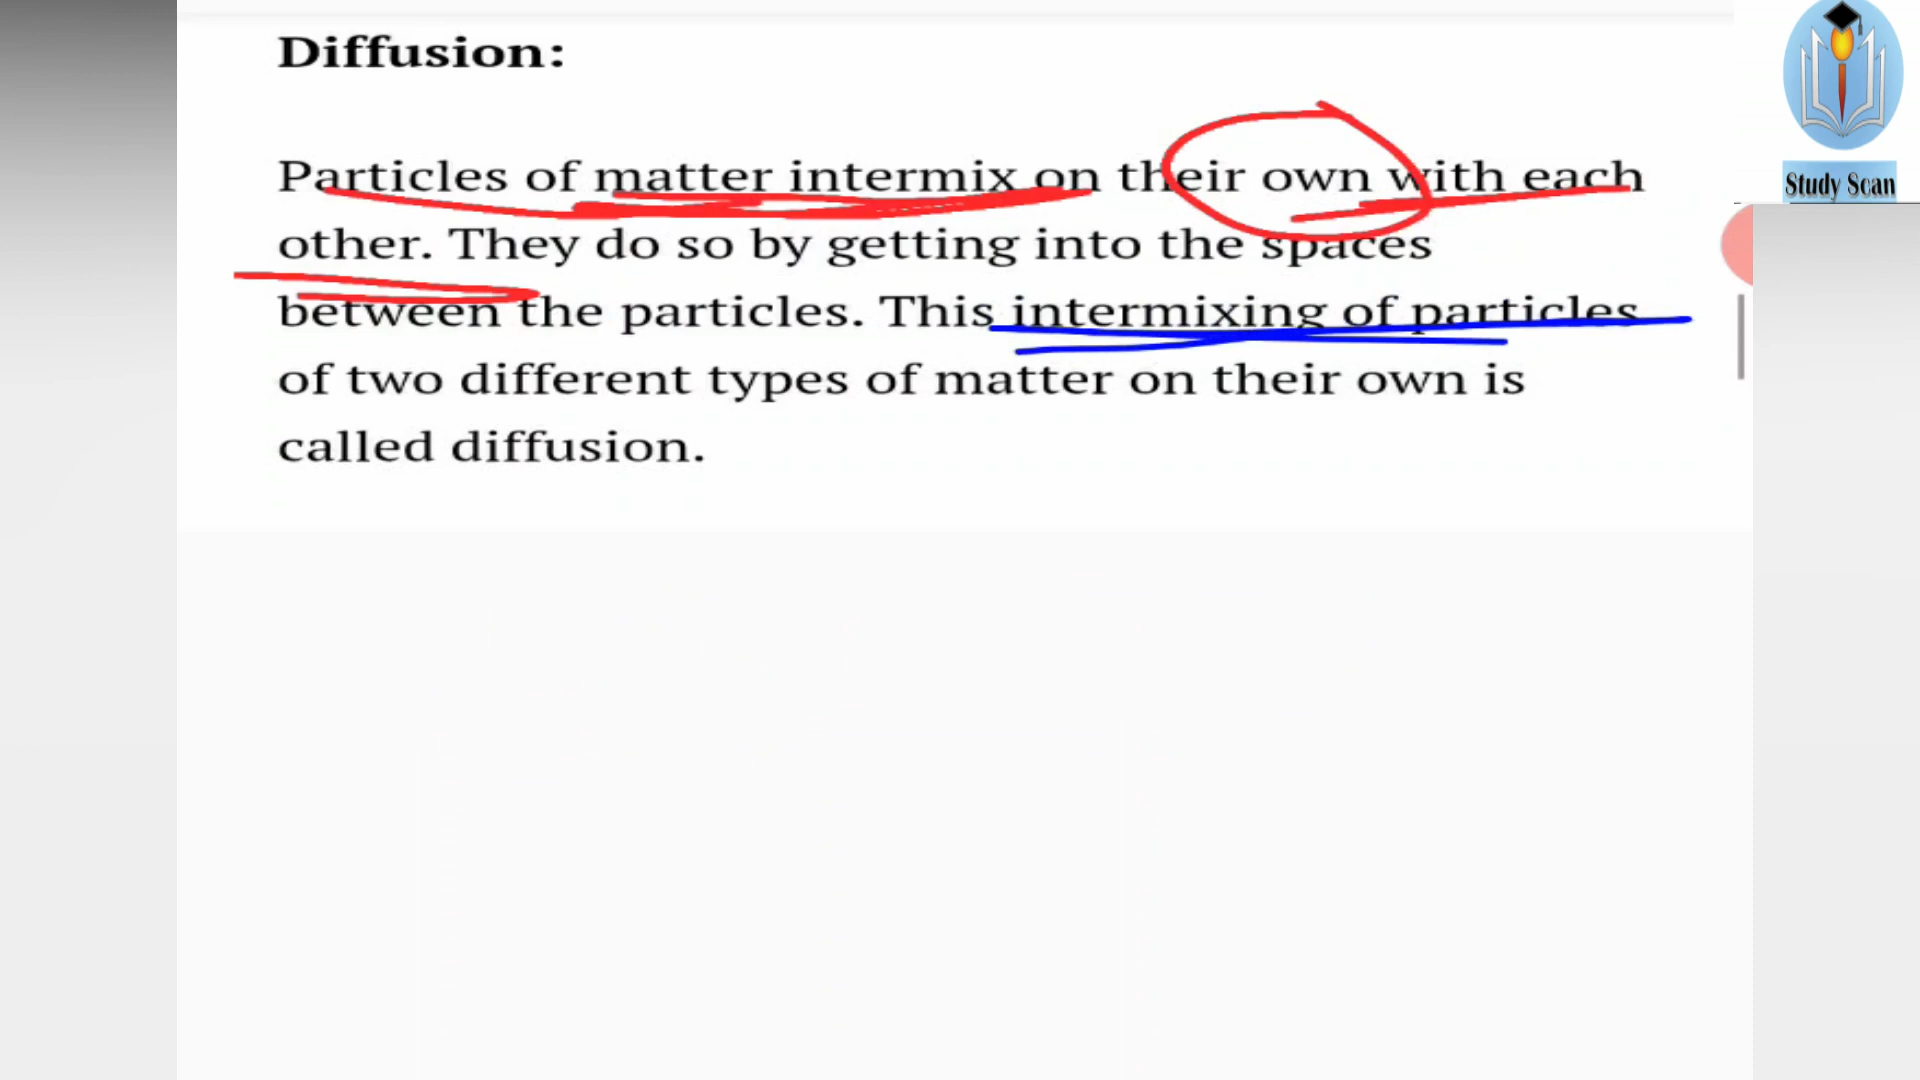 Diffusion:
Particles of matter intermix on their own with each
other. They do so by getting into the spaces
between the particles. This intermixing of particles
of two different types of matter on their own is
called diffusion.
Study Scan